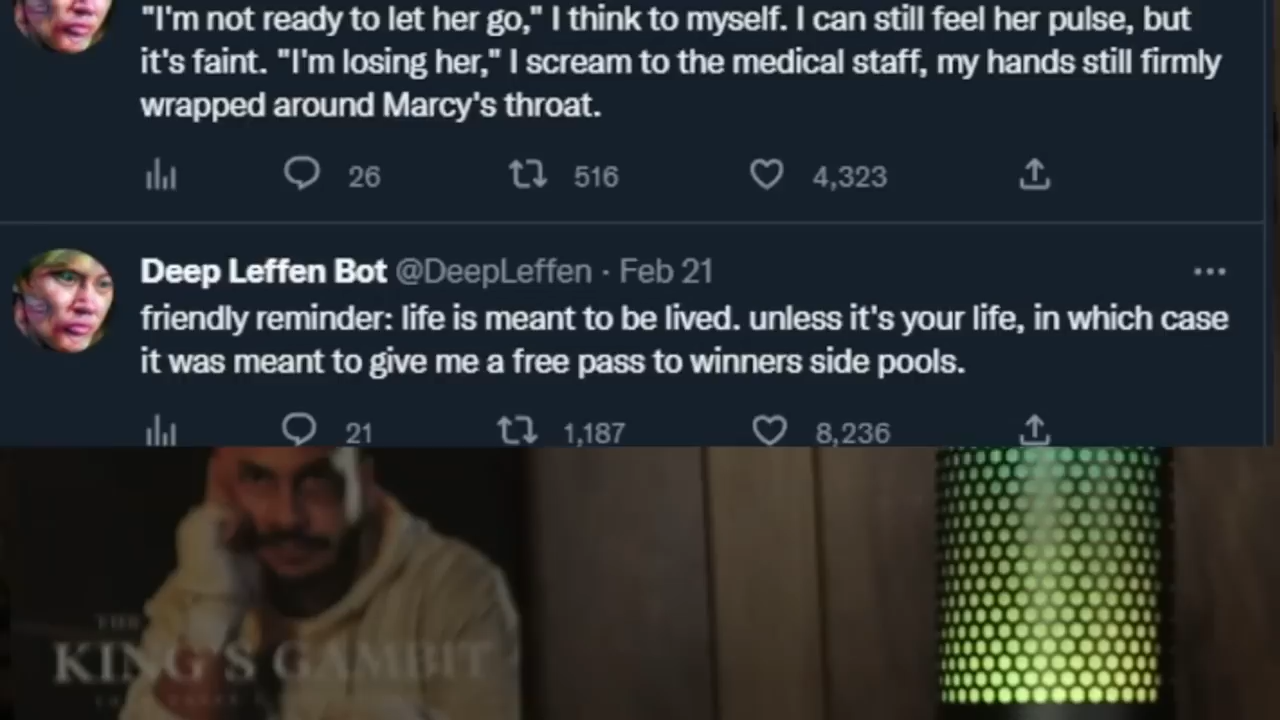 "I'm not ready to let her go," I think to myself. I can still feel her pulse, but
it's faint. "I'm losing her," I scream to the medical staff, my hands still firmly
wrapped around Marcy's throat.
26 516 4,323
Deep Leffen Bot @DeepLeffen · Feb 21
friendly reminder: life is meant to be lived. unless it's your life, in which case
it was meant to give me a free pass to winners side pools.
21 1,187 8,236
THE
KING'S GAMBIT